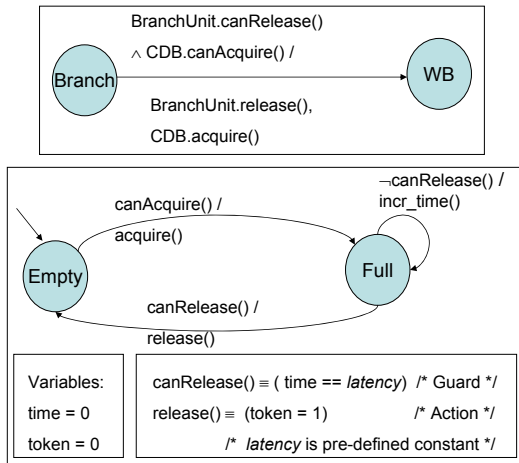 BranchUnit.canRelease()
∧ CDB.canAcquire() /
Branch
WB
BranchUnit.release(),
CDB.acquire()
¬canRelease() /
incr_time()
canAcquire() /
acquire()
Empty
Full
canRelease() /
release()
Variables:
time = 0
token = 0
canRelease() ≡ ( time == latency) /* Guard */
release() ≡ (token = 1) /* Action */
/* latency is pre-defined constant */